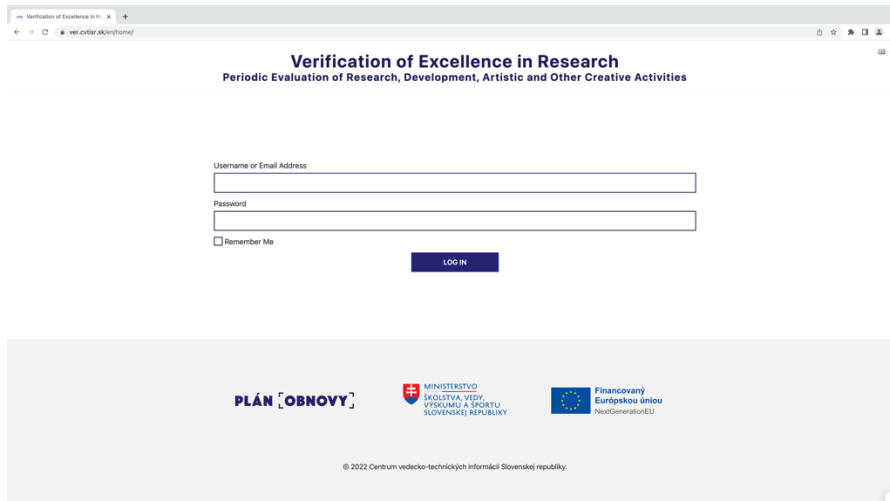 Verification of Excellence in Re
ver.cvtisr.sk/en/home/
Verification of Excellence in Research
Periodic Evaluation of Research, Development, Artistic and Other Creative Activities
Username or Email Address
Password
Remember Me
LOG IN
PLÁN [OBNOVY]
MINISTERSTVO
ŠKOLSTVA, VEDY,
VÝSKUMU A ŠPORTU
SLOVENSKEJ REPUBLIKY
Financovaný
Európskou úniou
NextGenerationEU
© 2022 Centrum vedecko-technických informácií Slovenskej republiky.